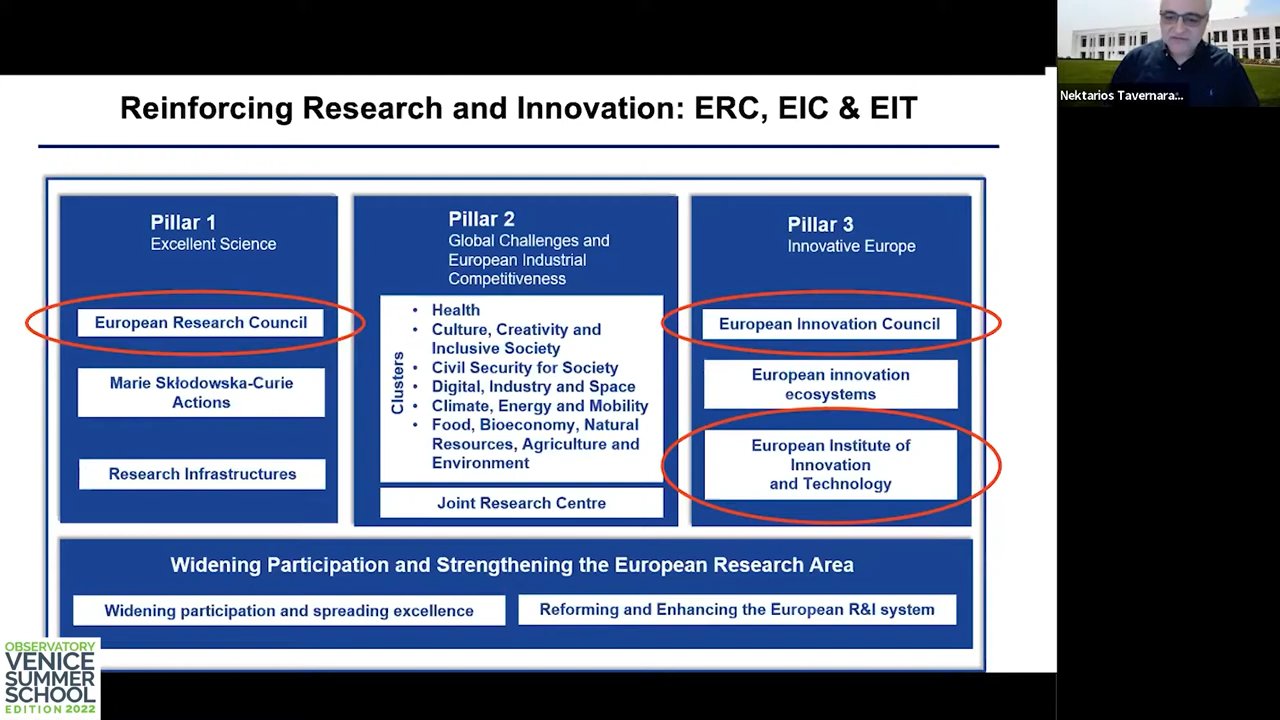 Reinforcing Research and Innovation: ERC, EIC & EIT
Nektarios Tavernara...
Pillar 1
Excellent Science
European Research Council
Marie Skłodowska-Curie
Actions
Research Infrastructures
Pillar 2
Global Challenges and
European Industrial
Competitiveness
Clusters
• Health
• Culture, Creativity and
Inclusive Society
• Civil Security for Society
• Digital, Industry and Space
• Climate, Energy and Mobility
• Food, Bioeconomy, Natural
Resources, Agriculture and
Environment
Joint Research Centre
Pillar 3
Innovative Europe
European Innovation Council
European innovation
ecosystems
European Institute of
Innovation
and Technology
Widening Participation and Strengthening the European Research Area
Widening participation and spreading excellence
Reforming and Enhancing the European R&I system
OBSERVATORY
VENICE
SUMMER
SCHOOL
EDITION 2022